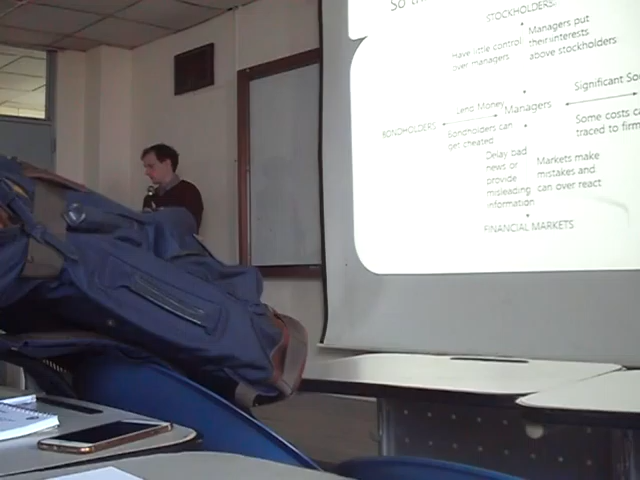 So th
STOCKHOLDERS:
Have little control
over managers
Managers put
their interests
above stockholders
Significant So
Lend Money
BONDHOLDERS
Managers
Bondholders can
get cheated
Some costs ca
traced to firm
Delay bad
news or
provide
misleading
information
Markets make
mistakes and
can over react
FINANCIAL MARKETS